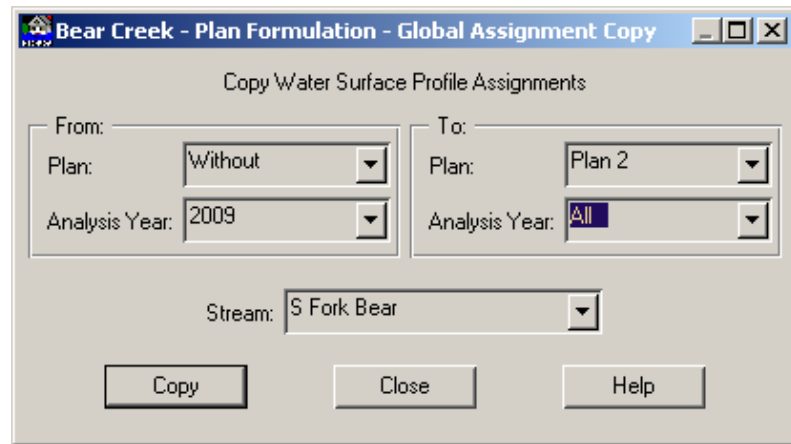 Bear Creek - Plan Formulation - Global Assignment Copy
Copy Water Surface Profile Assignments
From:
Plan: Without
Analysis Year: 2009
To:
Plan: Plan 2
Analysis Year: All
Stream: S Fork Bear
Copy Close Help